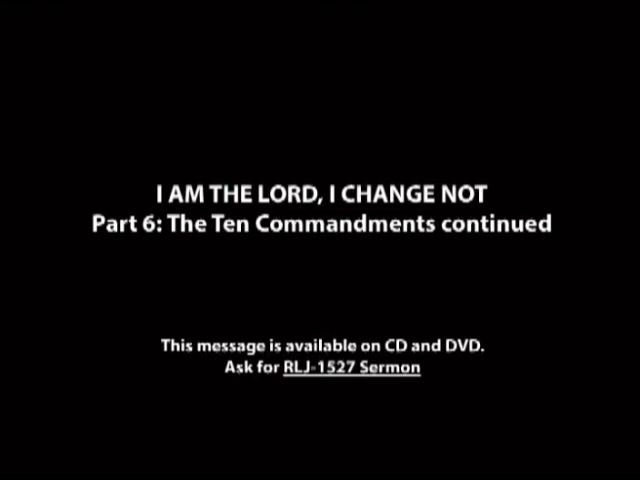 I AM THE LORD, I CHANGE NOT
Part 6: The Ten Commandments continued
This message is available on CD and DVD.
Ask for RLJ-1527 Sermon